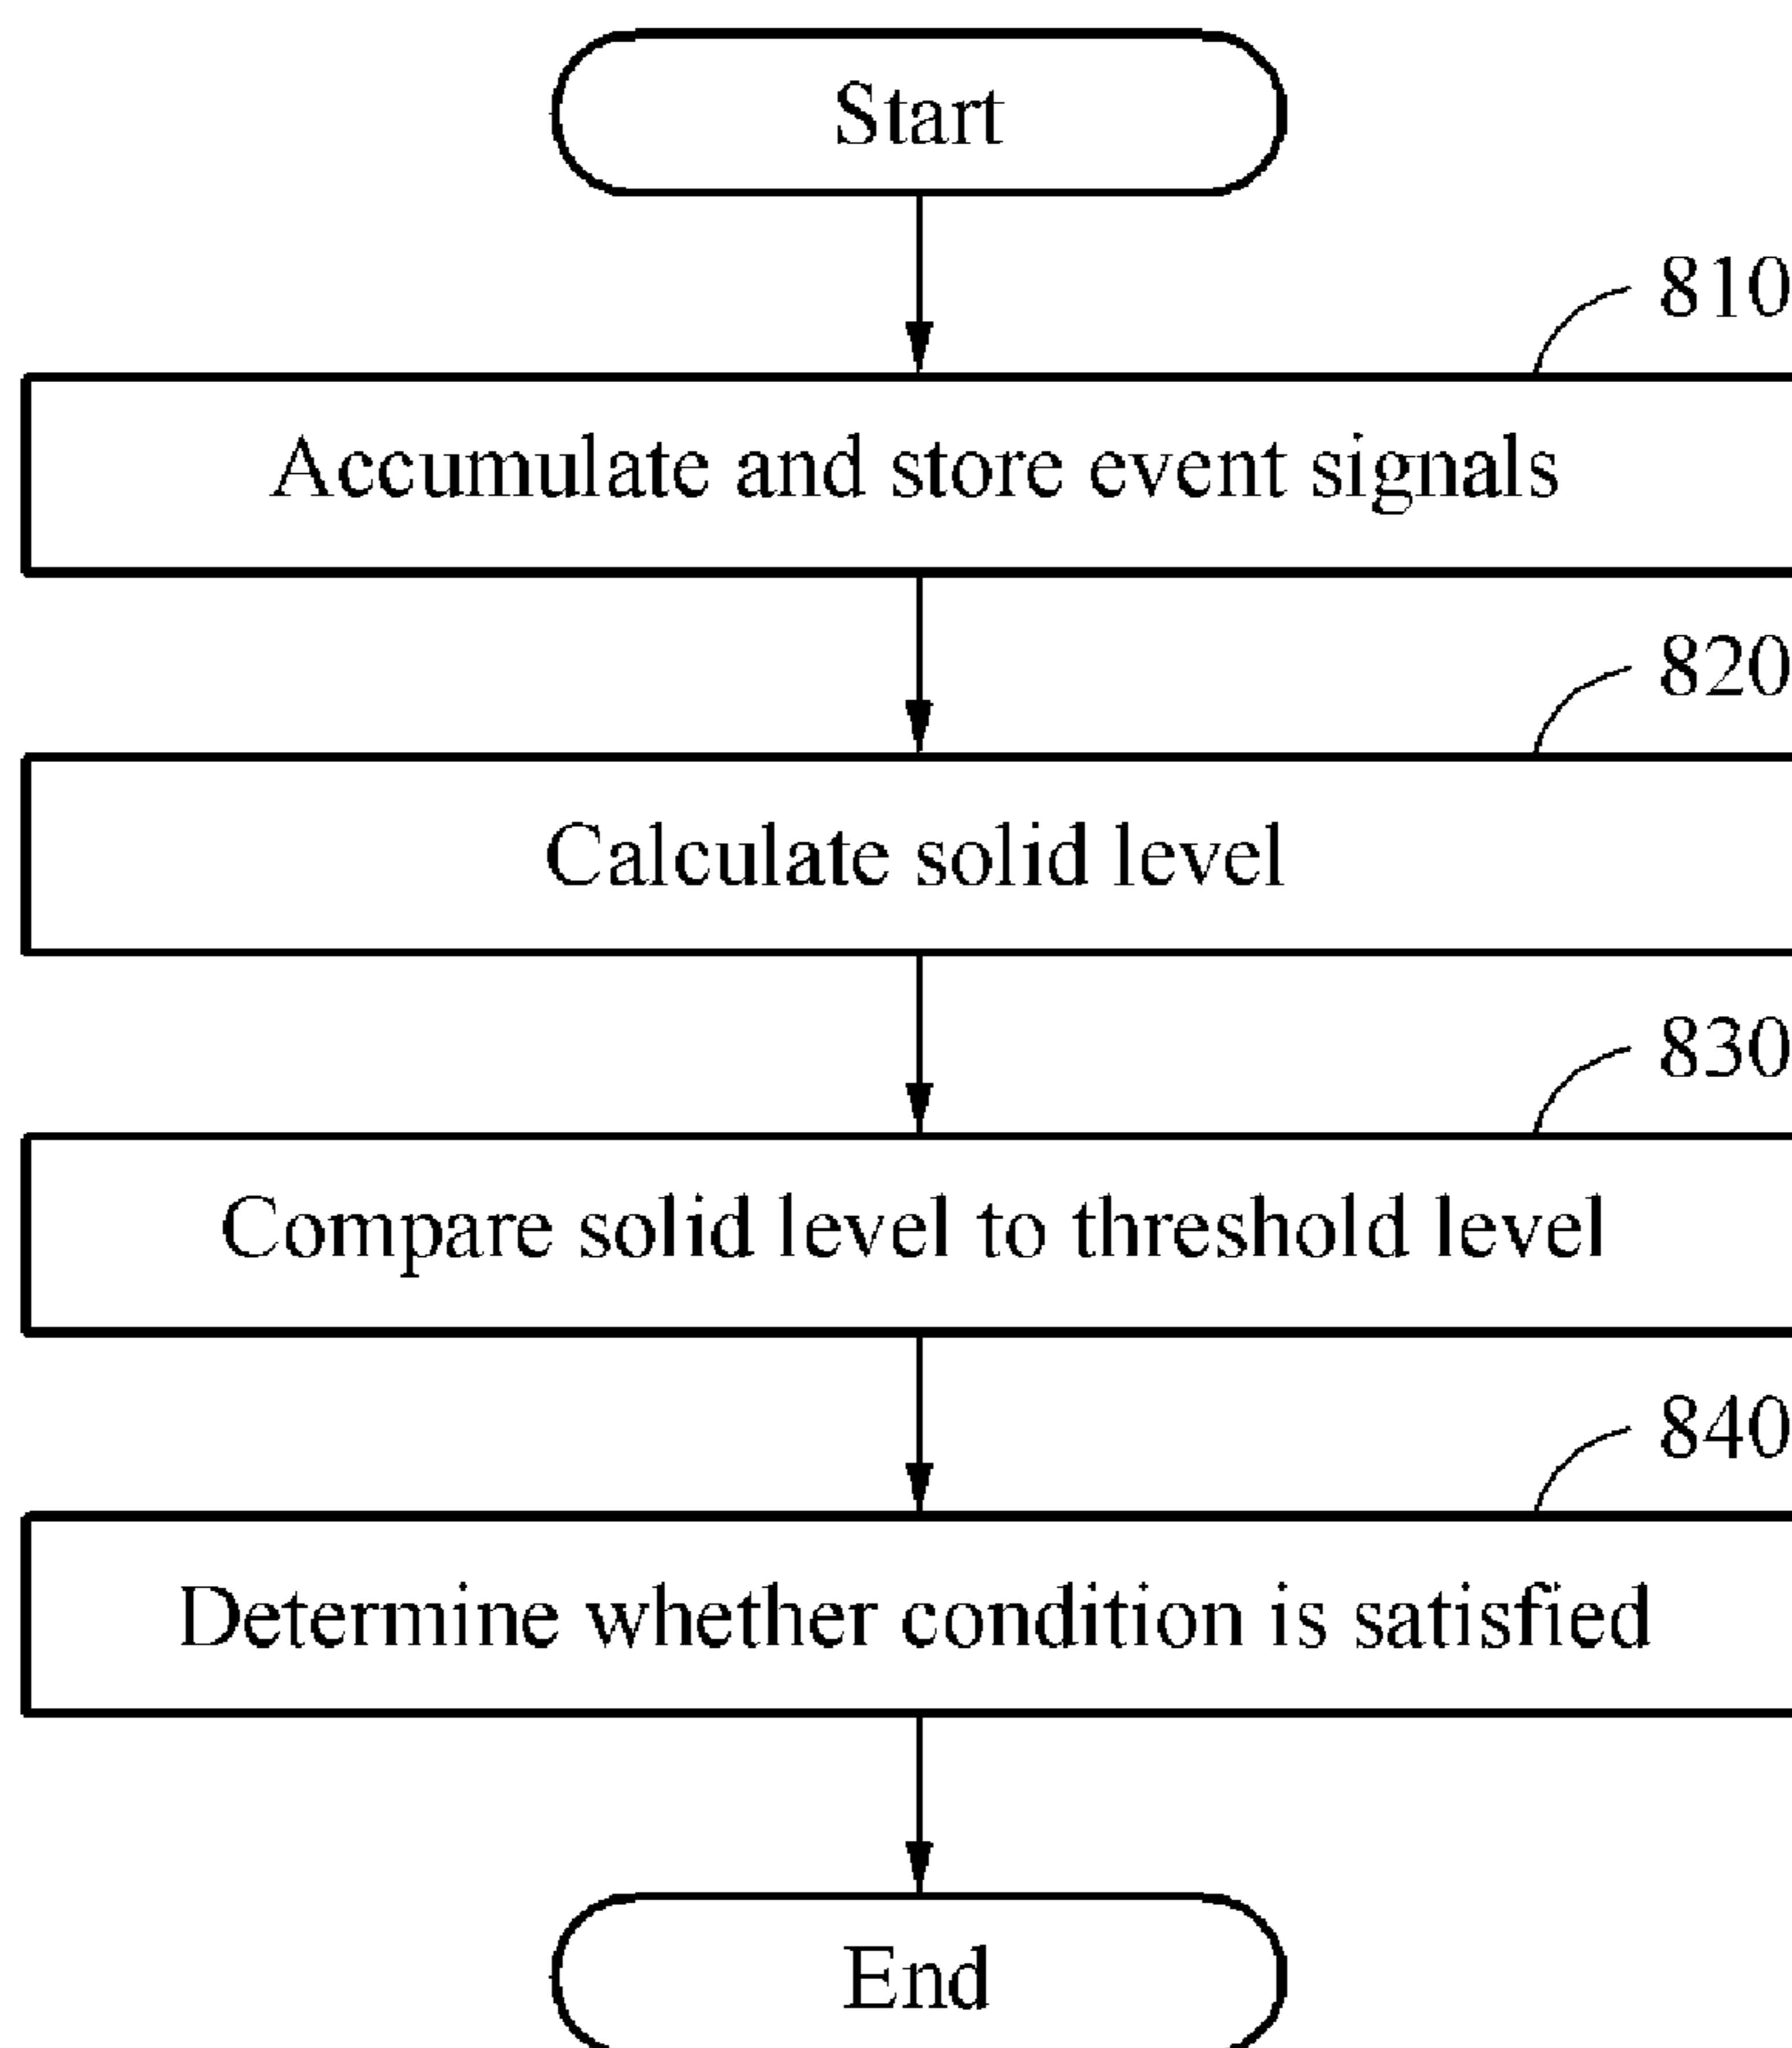 Start
810
Accumulate and store event signals
820
Calculate solid level
830
Compare solid level to threshold level
840
Determine whether condition is satisfied
End